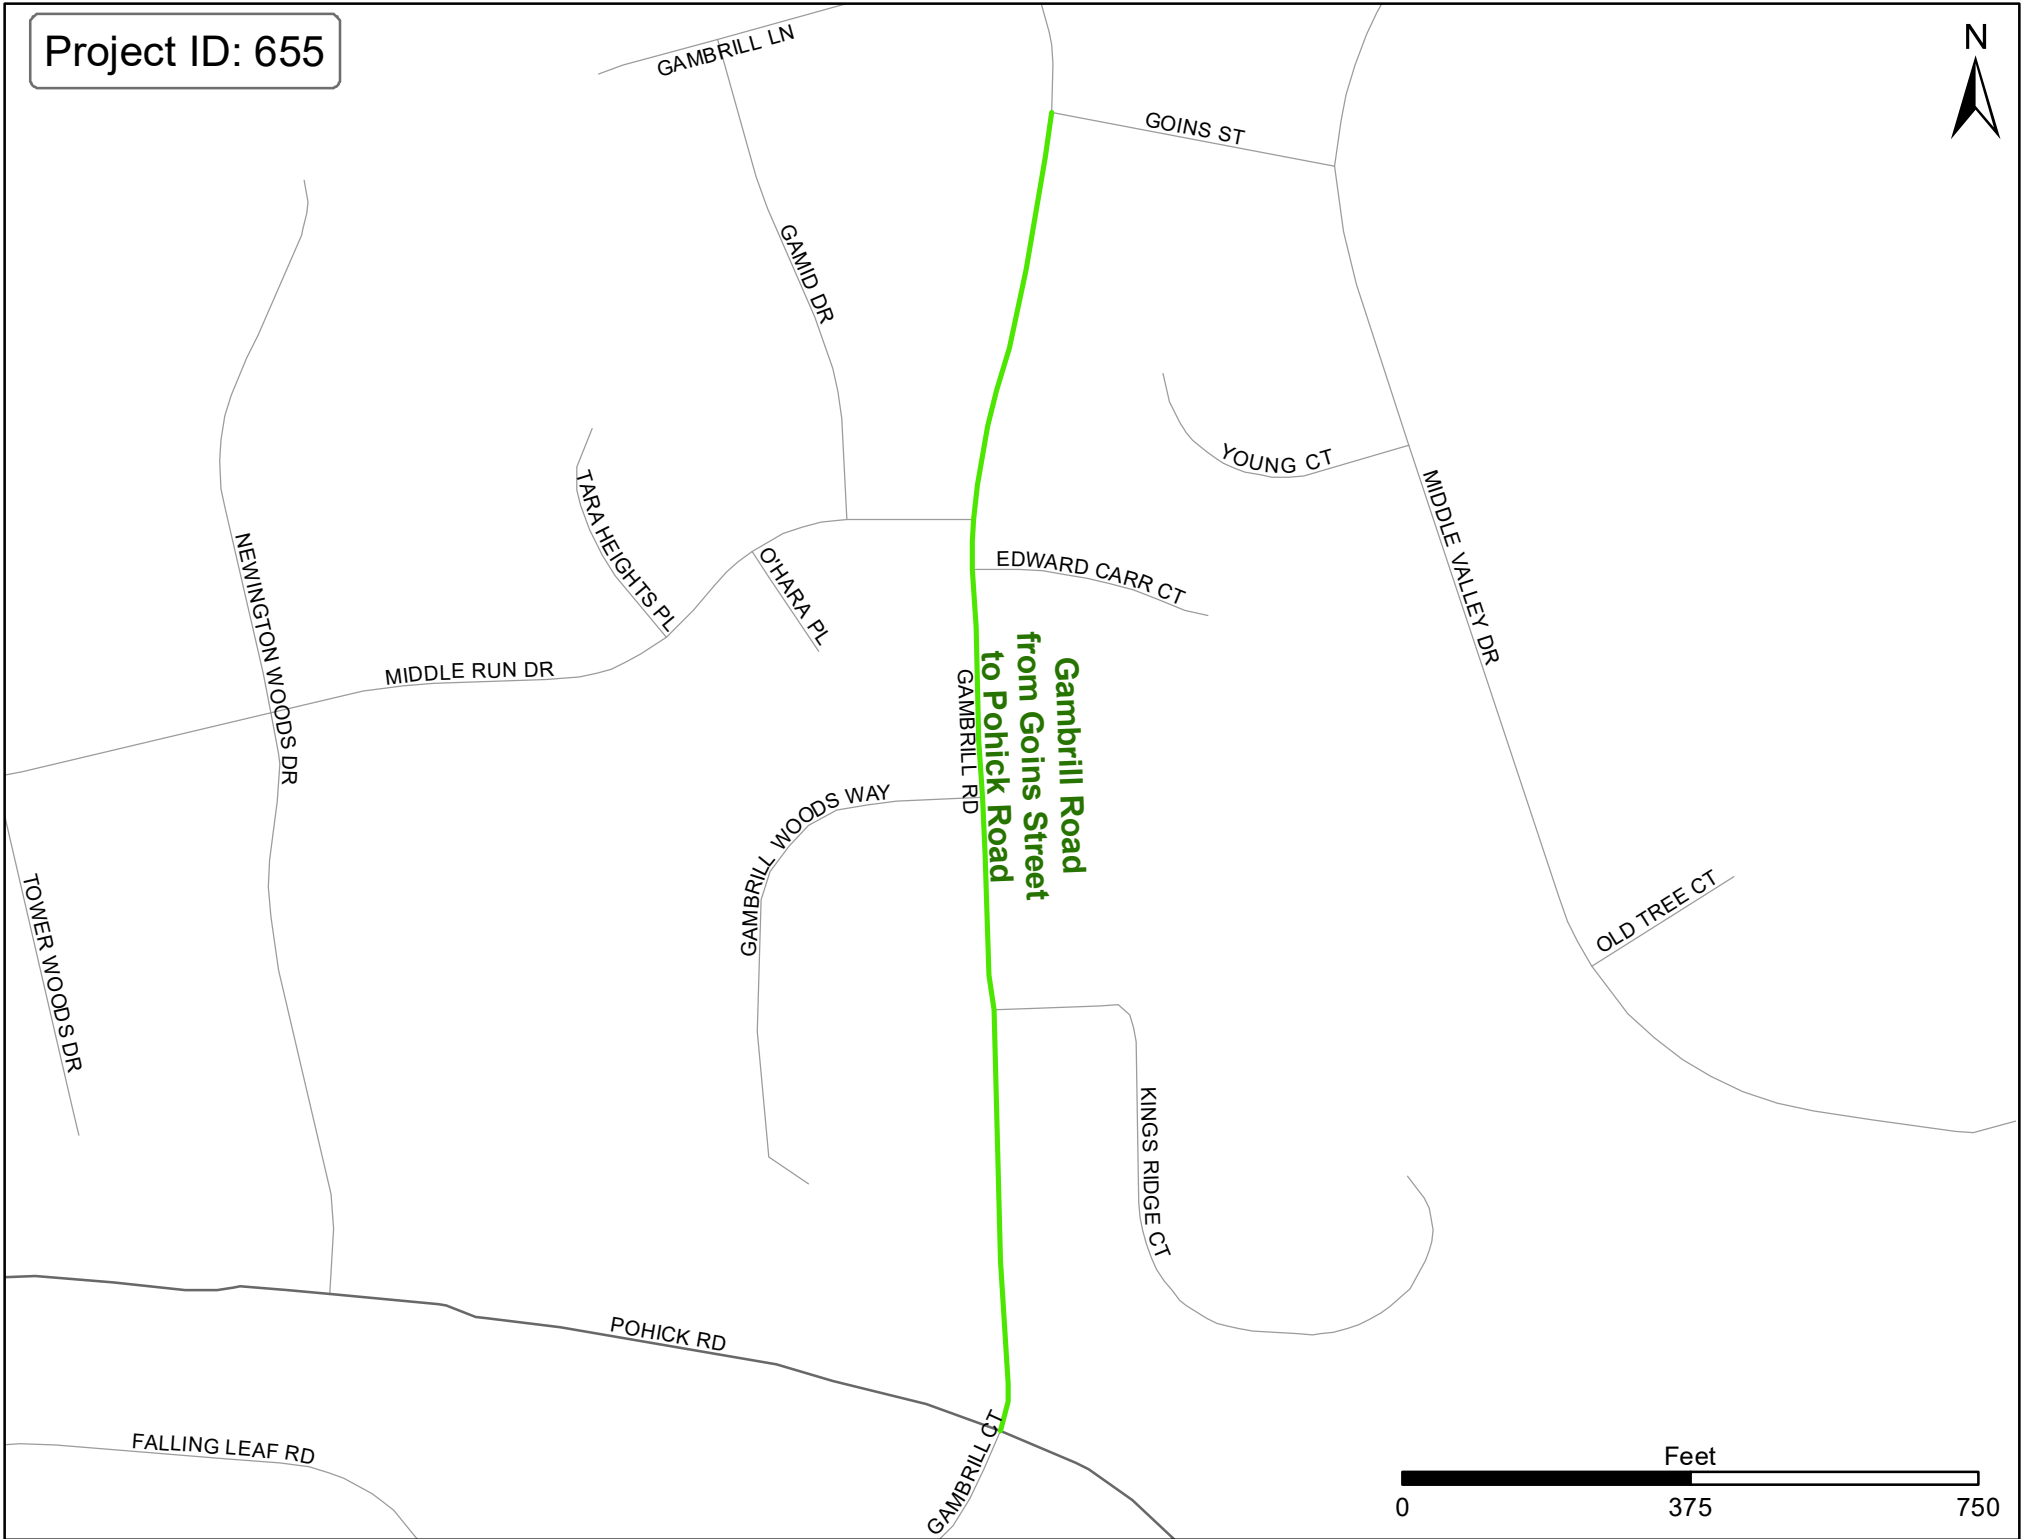 Project ID: 655
GAMBRILL LN
N
GOINS ST
GAMID DR
YOUNG CT
TARA HEIGHTS PL
MIDDLE VALLEY DR
NEWINGTON WOODS DR
O'HARA PL
EDWARD CARR CT
MIDDLE RUN DR
GAMBRILL RD
Gambrill Road
from Goins Street
to Pohick Road
GAMBRILL WOODS WAY
TOWER WOODS DR
OLD TREE CT
KINGS RIDGE CT
POHICK RD
FALLING LEAF RD
GAMBRILL CT
Feet
0 375 750